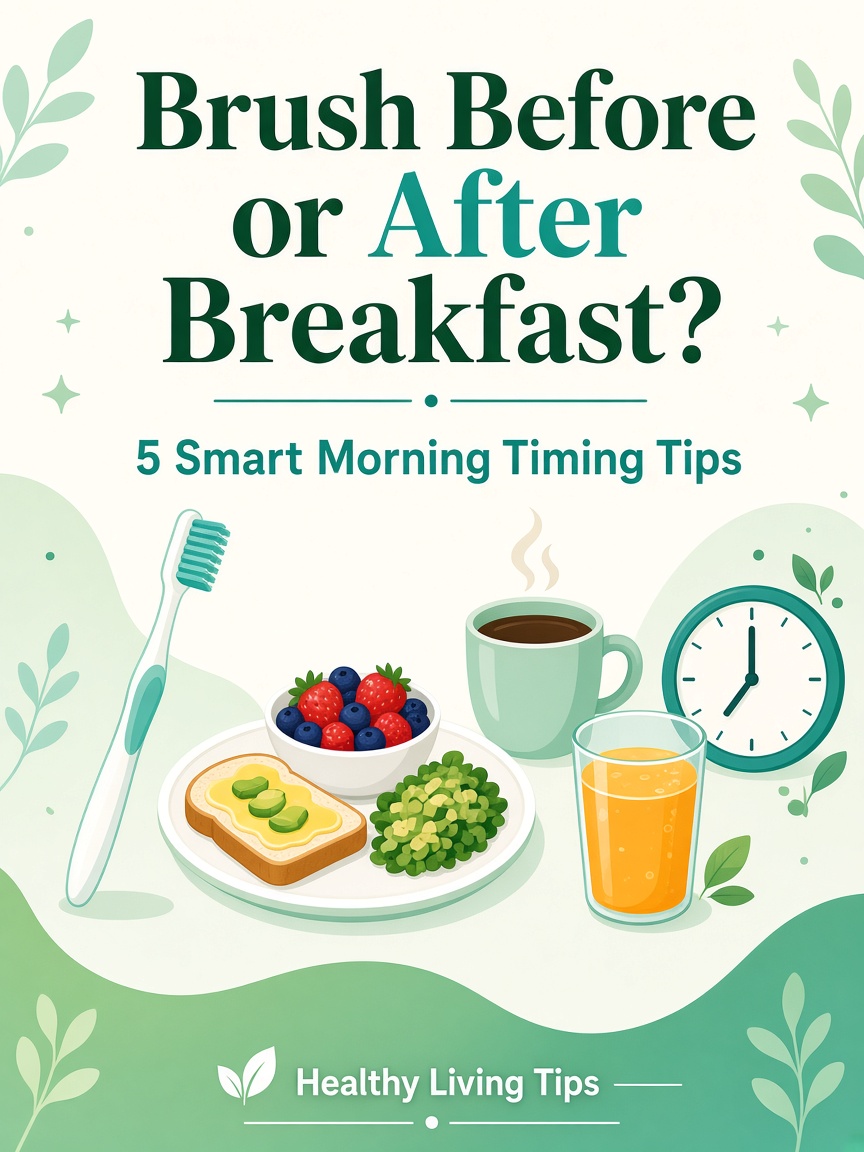 Brush Before
or After
Breakfast?
5 Smart Morning Timing Tips
Healthy Living Tips